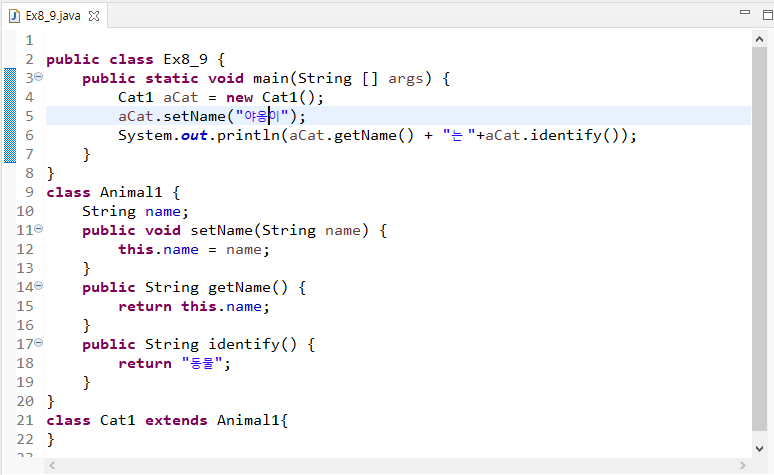 Ex8_9.java
1
2 public class Ex8_9 {
3 public static void main(String [] args) {
4 Cat1 aCat = new Cat1();
5 aCat.setName("야옹이");
6 System.out.println(aCat.getName() + "는 "+aCat.identify());
7 }
8 }
9 class Animal1 {
10 String name;
11 public void setName(String name) {
12 this.name = name;
13 }
14 public String getName() {
15 return this.name;
16 }
17 public String identify() {
18 return "동물";
19 }
20 }
21 class Cat1 extends Animal1{
22 }
23